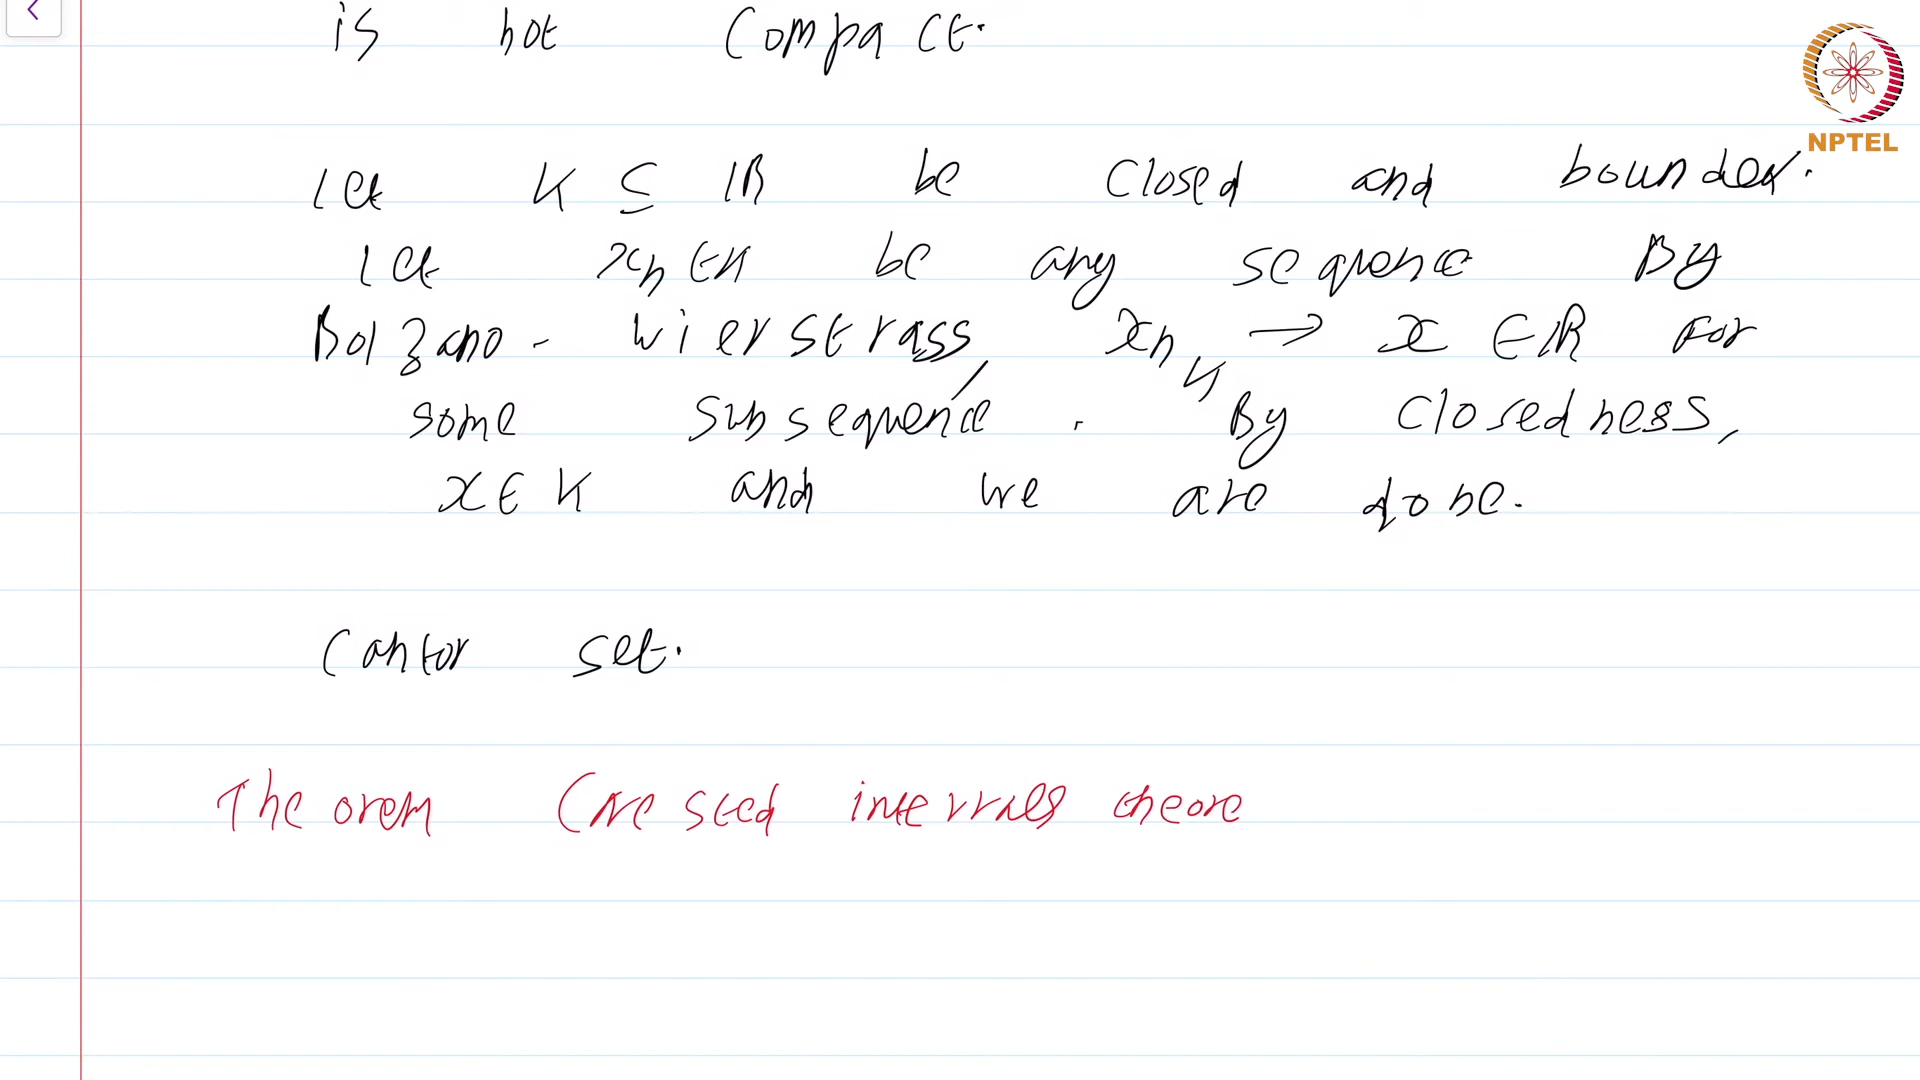 is not compact.
NPTEL
Let K ⊆ ℝ be closed and bounded.
Let xn ∈ K be any sequence By
Bolzano - Wierstrass, xnₖ → x ∈ ℝ for
some subsequence. By closedness,
x ∈ K and we are done.
Cantor set.
Theorem (Nested intervals theore